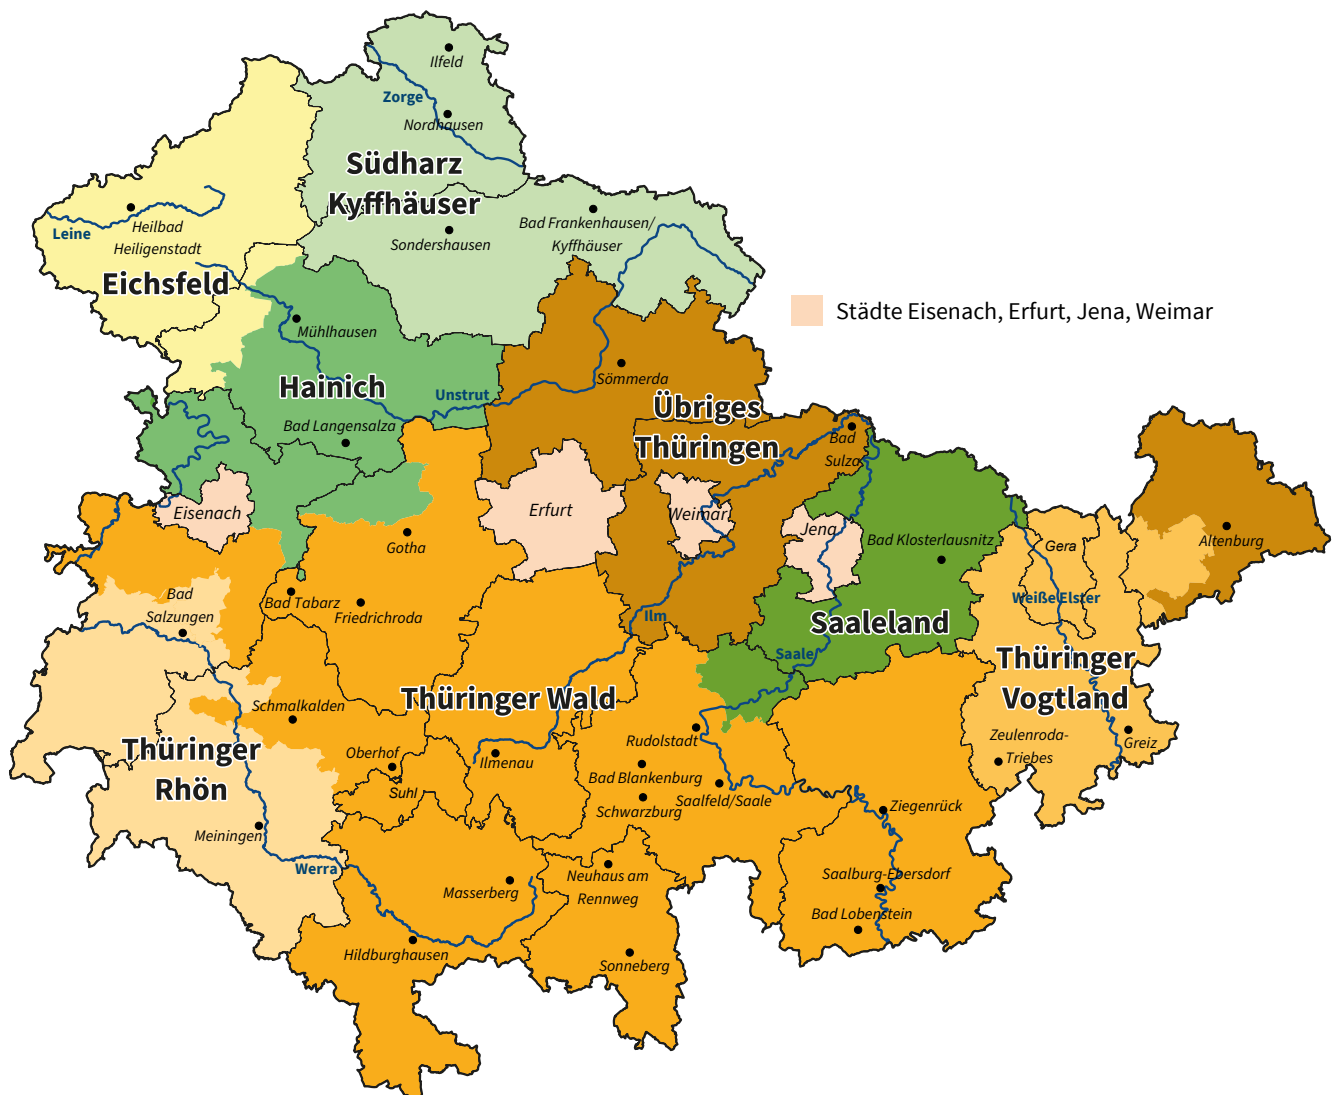 Ilfeld
Zorge
Nordhausen
Südharz
Kyffhäuser
Sondershausen
Bad Frankenhausen/
Kyffhäuser
Leine
Heilbad
Heiligenstadt
Eichsfeld
Städte Eisenach, Erfurt, Jena, Weimar
Mühlhausen
Hainich
Unstrut
Bad Langensalza
Sömmerda
Übriges
Thüringen
Bad
Sulza
Eisenach
Erfurt
Weimar
Jena
Bad Klosterlausnitz
Gera
Altenburg
Gotha
Bad Tabarz
Friedrichroda
Bad
Salzungen
Weiße Elster
Ilm
Saaleland
Saale
Thüringer
Vogtland
Thüringer Wald
Schmalkalden
Thüringer
Rhön
Oberhof
Suhl
Ilmenau
Rudolstadt
Bad Blankenburg
Schwarzburg
Saalfeld/Saale
Zeulenroda-
Triebes
Greiz
Ziegenrück
Meiningen
Werra
Masserberg
Neuhaus am
Rennweg
Saalburg-Ebersdorf
Bad Lobenstein
Hildburghausen
Sonneberg